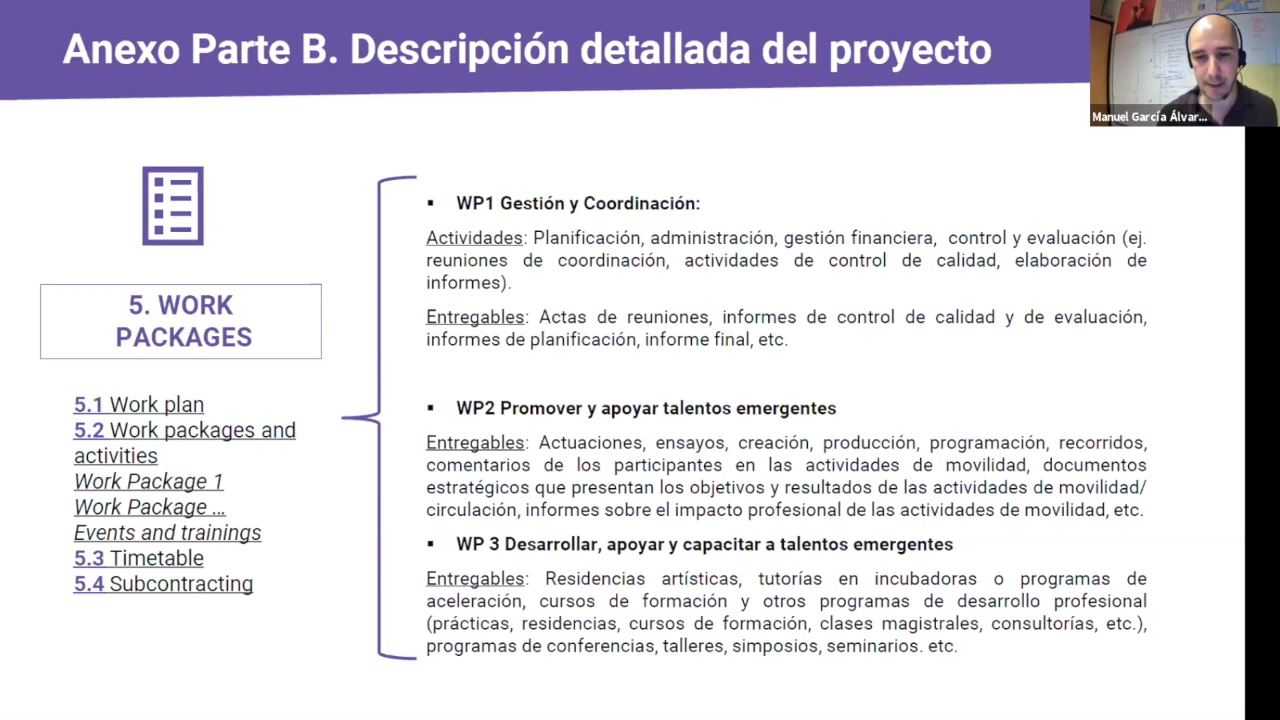 Anexo Parte B. Descripción detallada del proyecto
Manuel García Álvar...
5. WORK
PACKAGES
5.1 Work plan
5.2 Work packages and
activities
Work Package 1
Work Package ...
Events and trainings
5.3 Timetable
5.4 Subcontracting
▪ WP1 Gestión y Coordinación:
Actividades: Planificación, administración, gestión financiera, control y evaluación (ej.
reuniones de coordinación, actividades de control de calidad, elaboración de
informes).
Entregables: Actas de reuniones, informes de control de calidad y de evaluación,
informes de planificación, informe final, etc.
▪ WP2 Promover y apoyar talentos emergentes
Entregables: Actuaciones, ensayos, creación, producción, programación, recorridos,
comentarios de los participantes en las actividades de movilidad, documentos
estratégicos que presentan los objetivos y resultados de las actividades de movilidad/
circulación, informes sobre el impacto profesional de las actividades de movilidad, etc.
▪ WP 3 Desarrollar, apoyar y capacitar a talentos emergentes
Entregables: Residencias artísticas, tutorías en incubadoras o programas de
aceleración, cursos de formación y otros programas de desarrollo profesional
(prácticas, residencias, cursos de formación, clases magistrales, consultorías, etc.),
programas de conferencias, talleres, simposios, seminarios. etc.